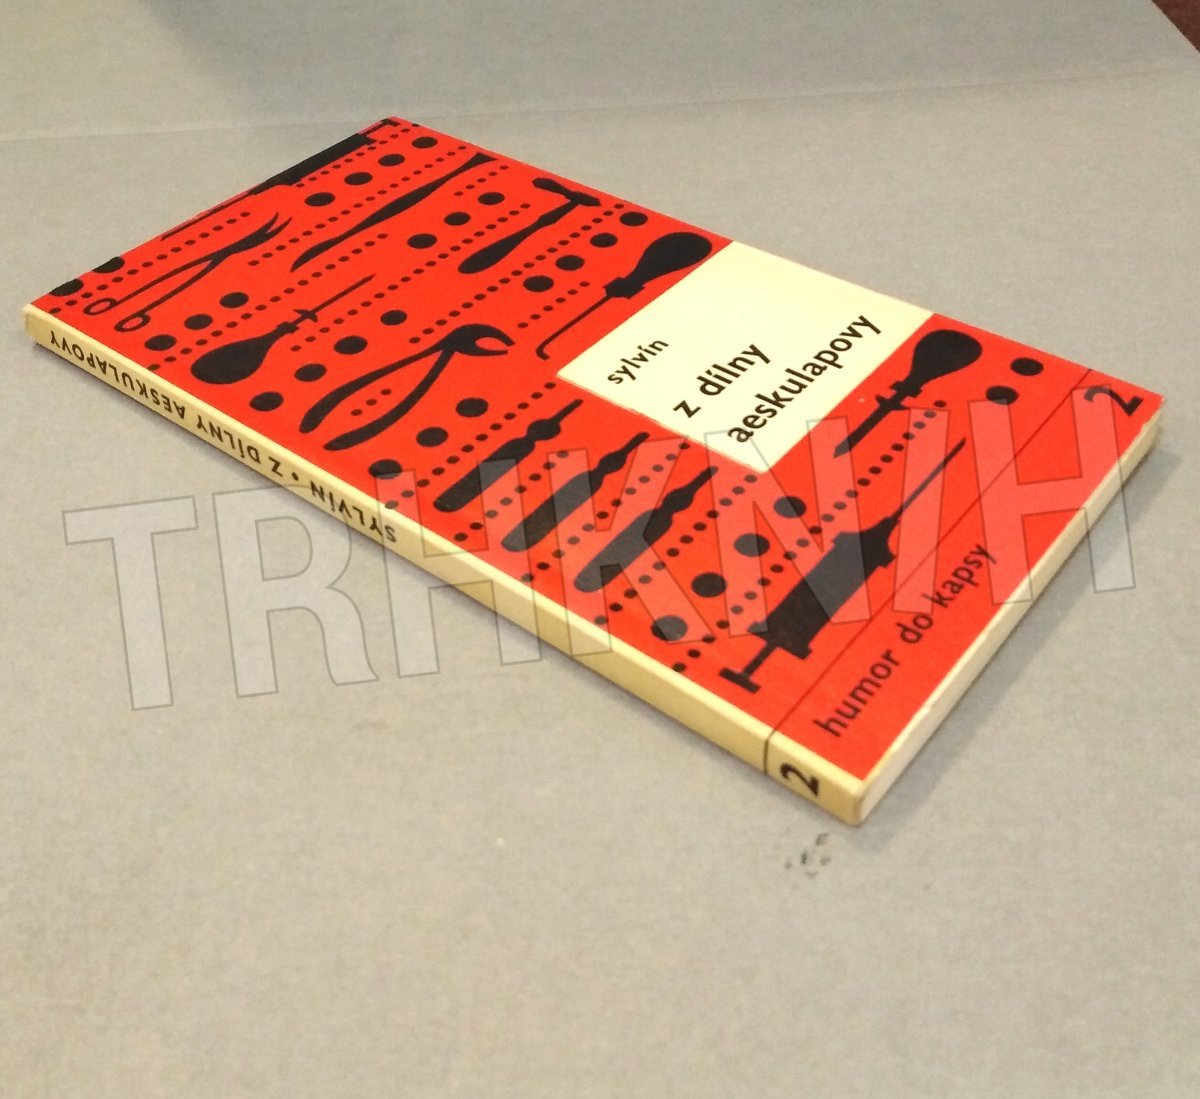 sylvín
z dílny
aeskulapovy
2
humor do kapsy
SYLVÍN • Z DÍLNY AESKULAPOVY
2
TRHKNIH